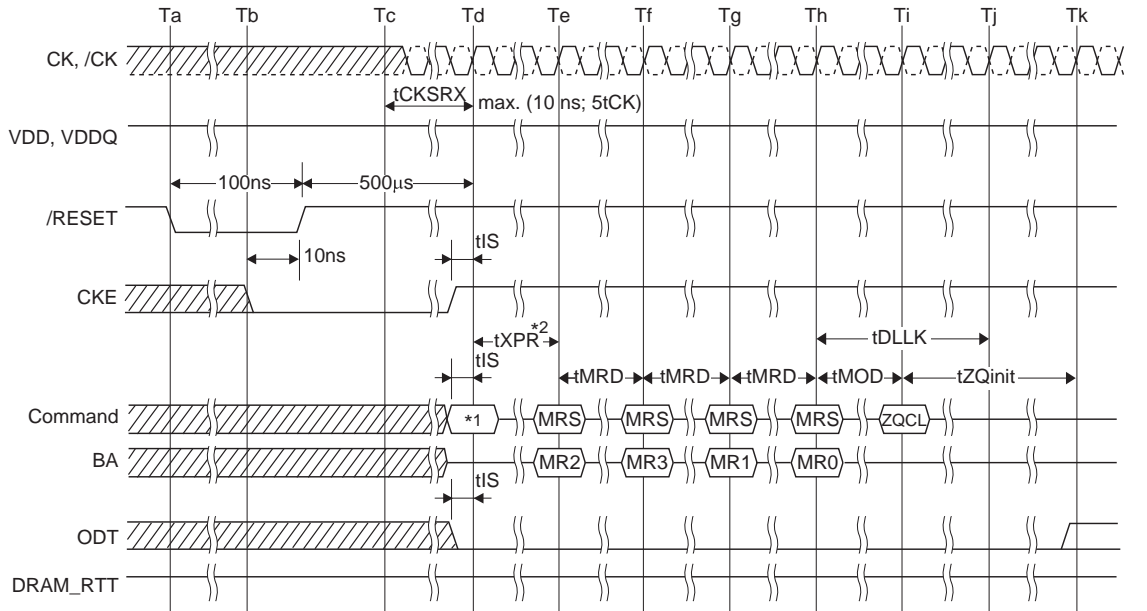 Ta Tb Tc Td Te Tf Tg Th Ti Tj Tk
CK, /CK
tCKSRX max. (10 ns; 5tCK)
VDD, VDDQ
100ns 500μs
/RESET
tIS
10ns
CKE
tXPR*2 tDLLK
tIS
tMRD tMRD tMRD tMOD tZQinit
Command *1 MRS MRS MRS MRS ZQCL
BA MR2 MR3 MR1 MR0
tIS
ODT
DRAM_RTT